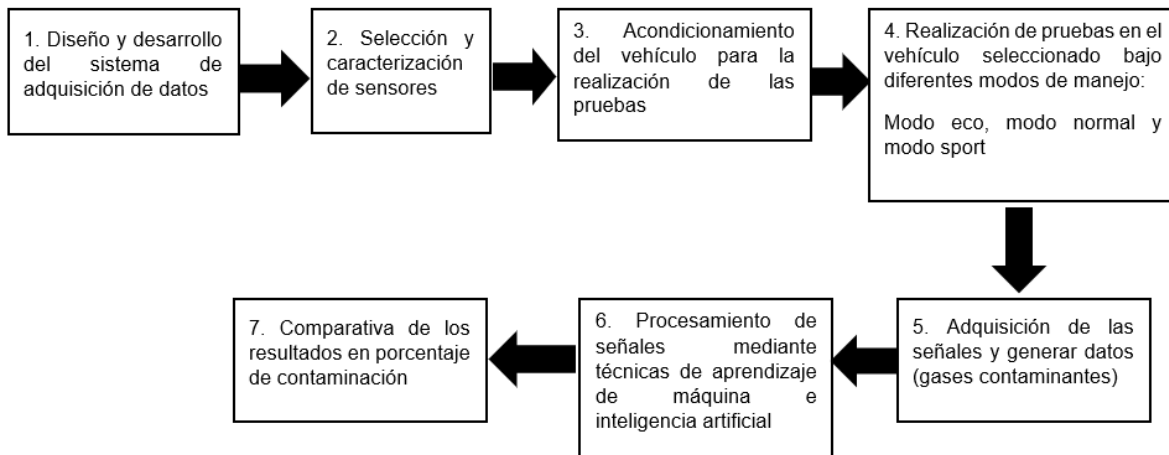 1. Diseño y desarrollo
del sistema de
adquisición de datos
2. Selección y
caracterización
de sensores
3. Acondicionamiento
del vehículo para la
realización de las
pruebas
4. Realización de pruebas en el
vehículo seleccionado bajo
diferentes modos de manejo:
Modo eco, modo normal y
modo sport
5. Adquisición de las
señales y generar datos
(gases contaminantes)
6. Procesamiento de
señales mediante
técnicas de aprendizaje
de máquina e
inteligencia artificial
7. Comparativa de los
resultados en porcentaje
de contaminación